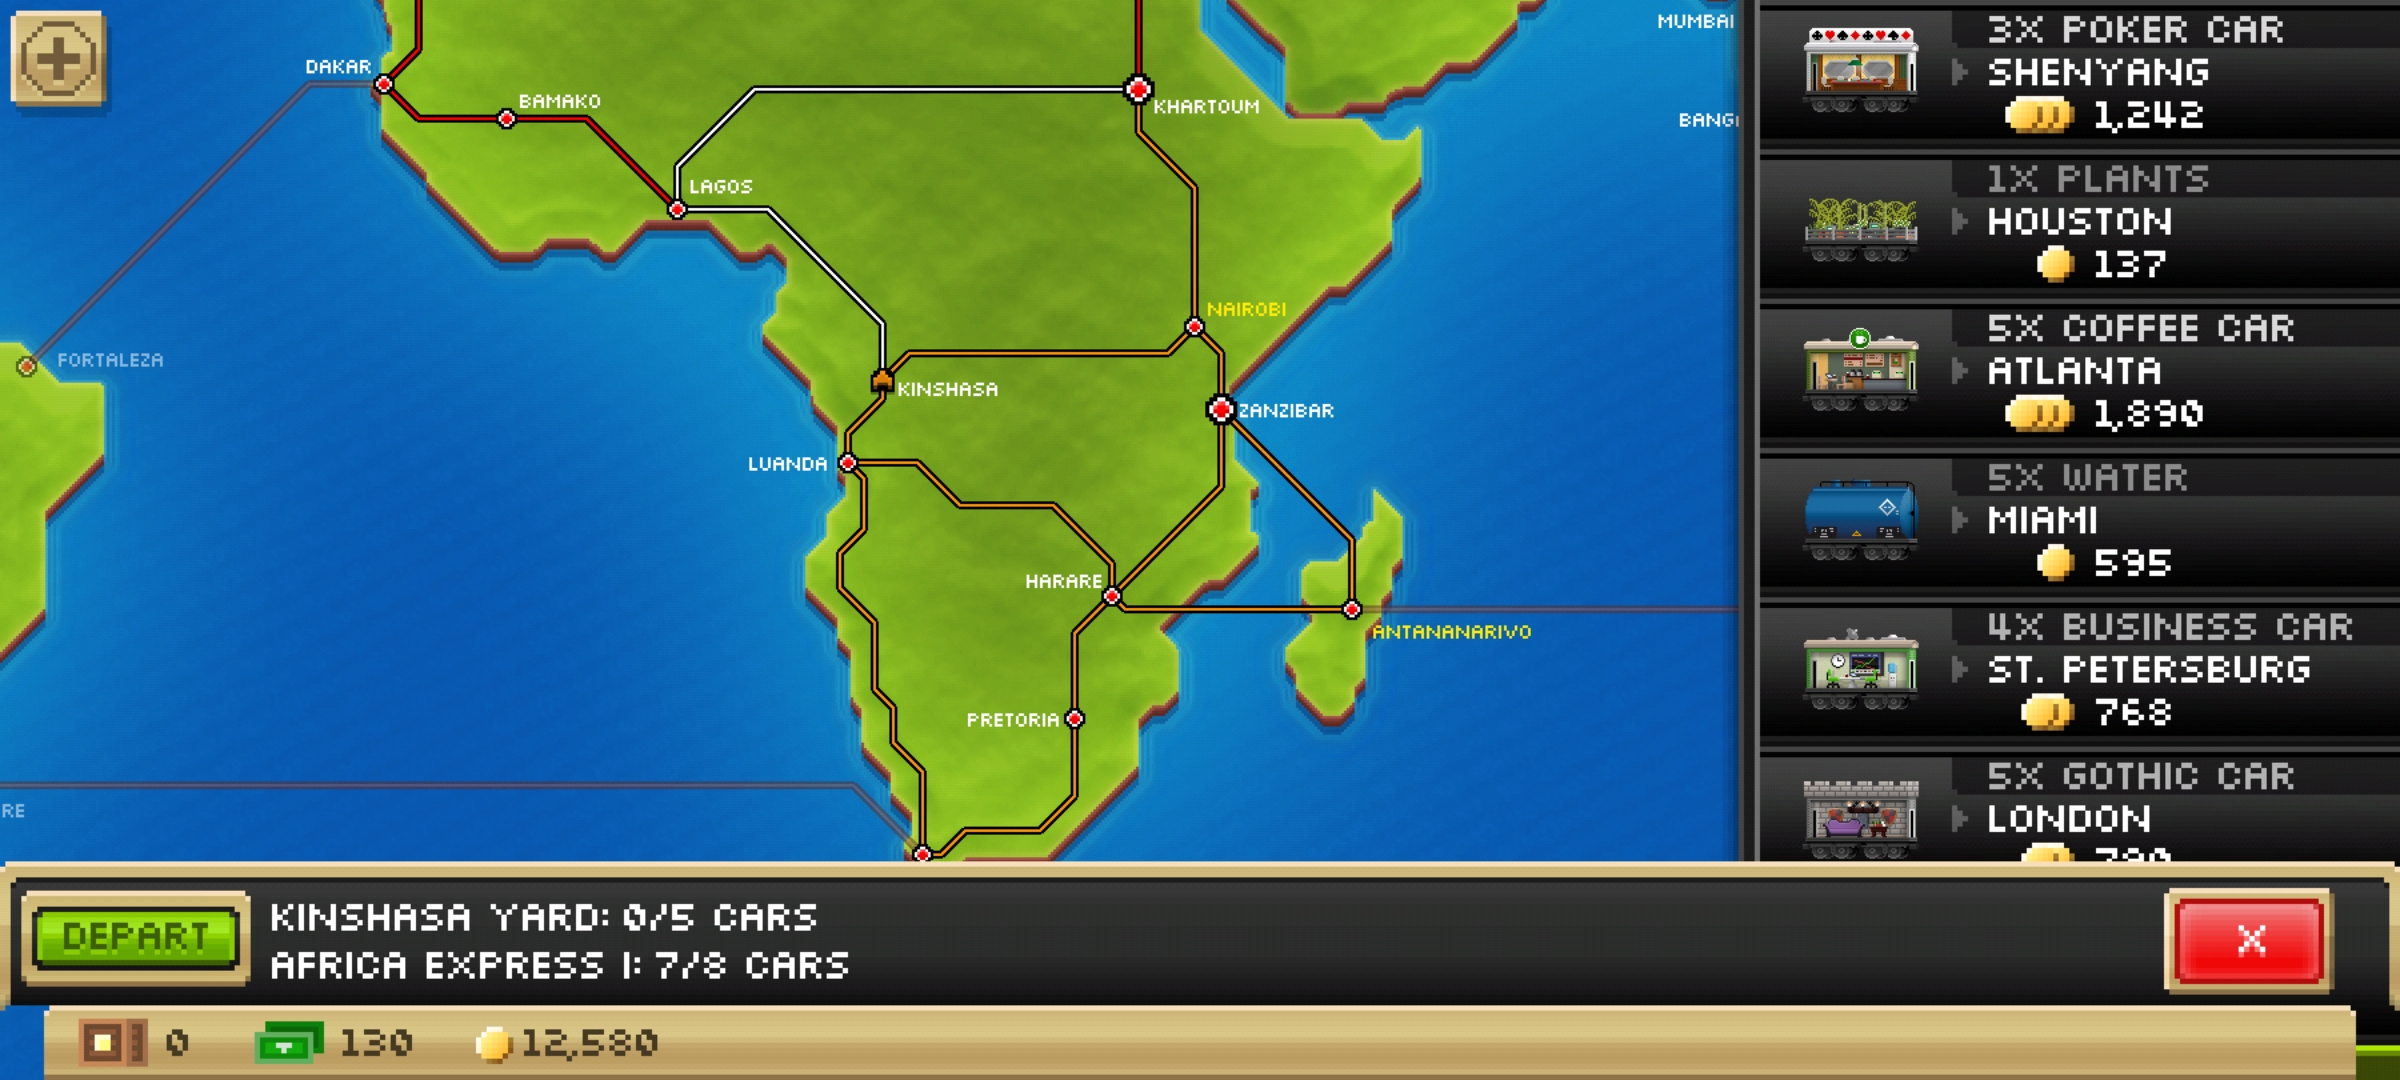 MUMBAI
3X POKER CAR
SHENYANG
1,242
DAKAR
BAMAKO
KHARTOUM
1X PLANTS
HOUSTON
137
LAGOS
NAIROBI
5X COFFEE CAR
ATLANTA
1,890
FORTALEZA
KINSHASA
ZANZIBAR
LUANDA
5X WATER
MIAMI
595
HARARE
ANTANANARIVO
4X BUSINESS CAR
ST. PETERSBURG
768
PRETORIA
5X GOTHIC CAR
LONDON
RE
DEPART
KINSHASA YARD: 0/5 CARS
AFRICA EXPRESS I: 7/8 CARS
X
0
130
12,580